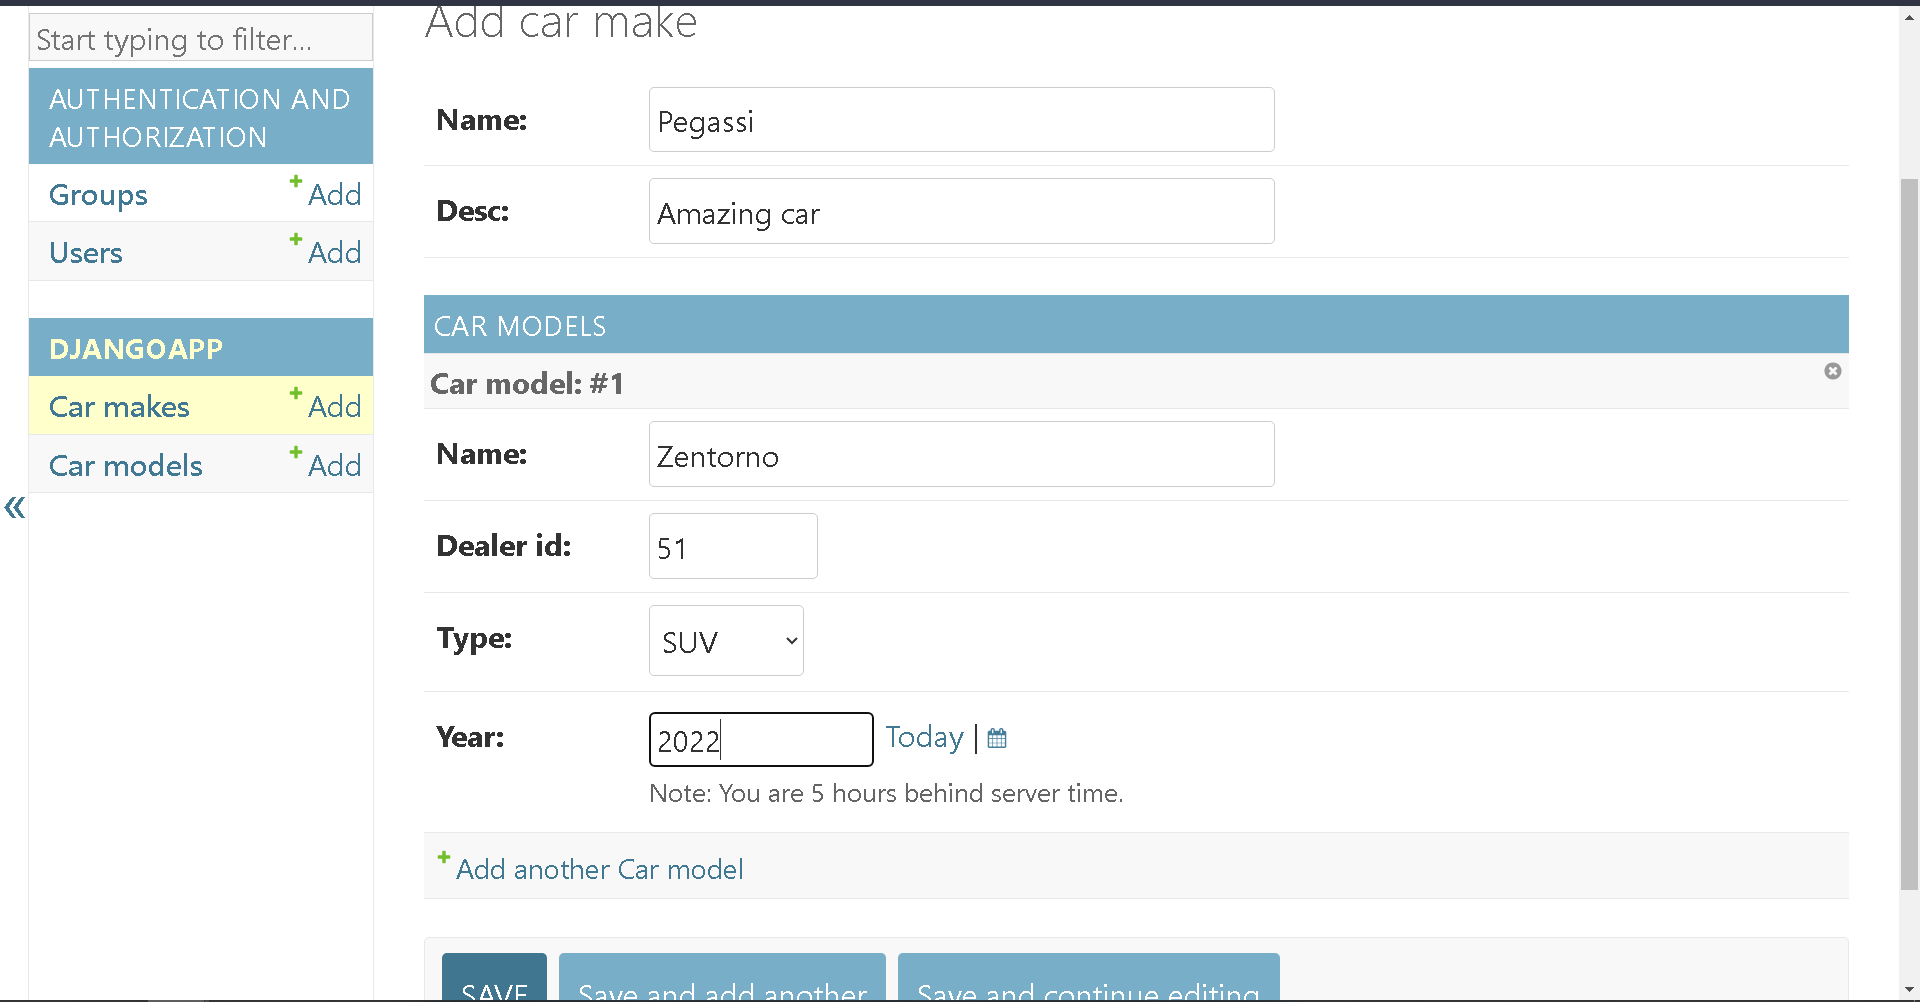 Add car make
Start typing to filter...
AUTHENTICATION AND
AUTHORIZATION
Groups + Add
Users + Add
DJANGOAPP
Car makes + Add
Car models + Add
«
Name: Pegassi
Desc: Amazing car
CAR MODELS
Car model: #1
Name: Zentorno
Dealer id: 51
Type: SUV
Year: 2022 Today |
Note: You are 5 hours behind server time.
+ Add another Car model
SAVE Save and add another Save and continue editing